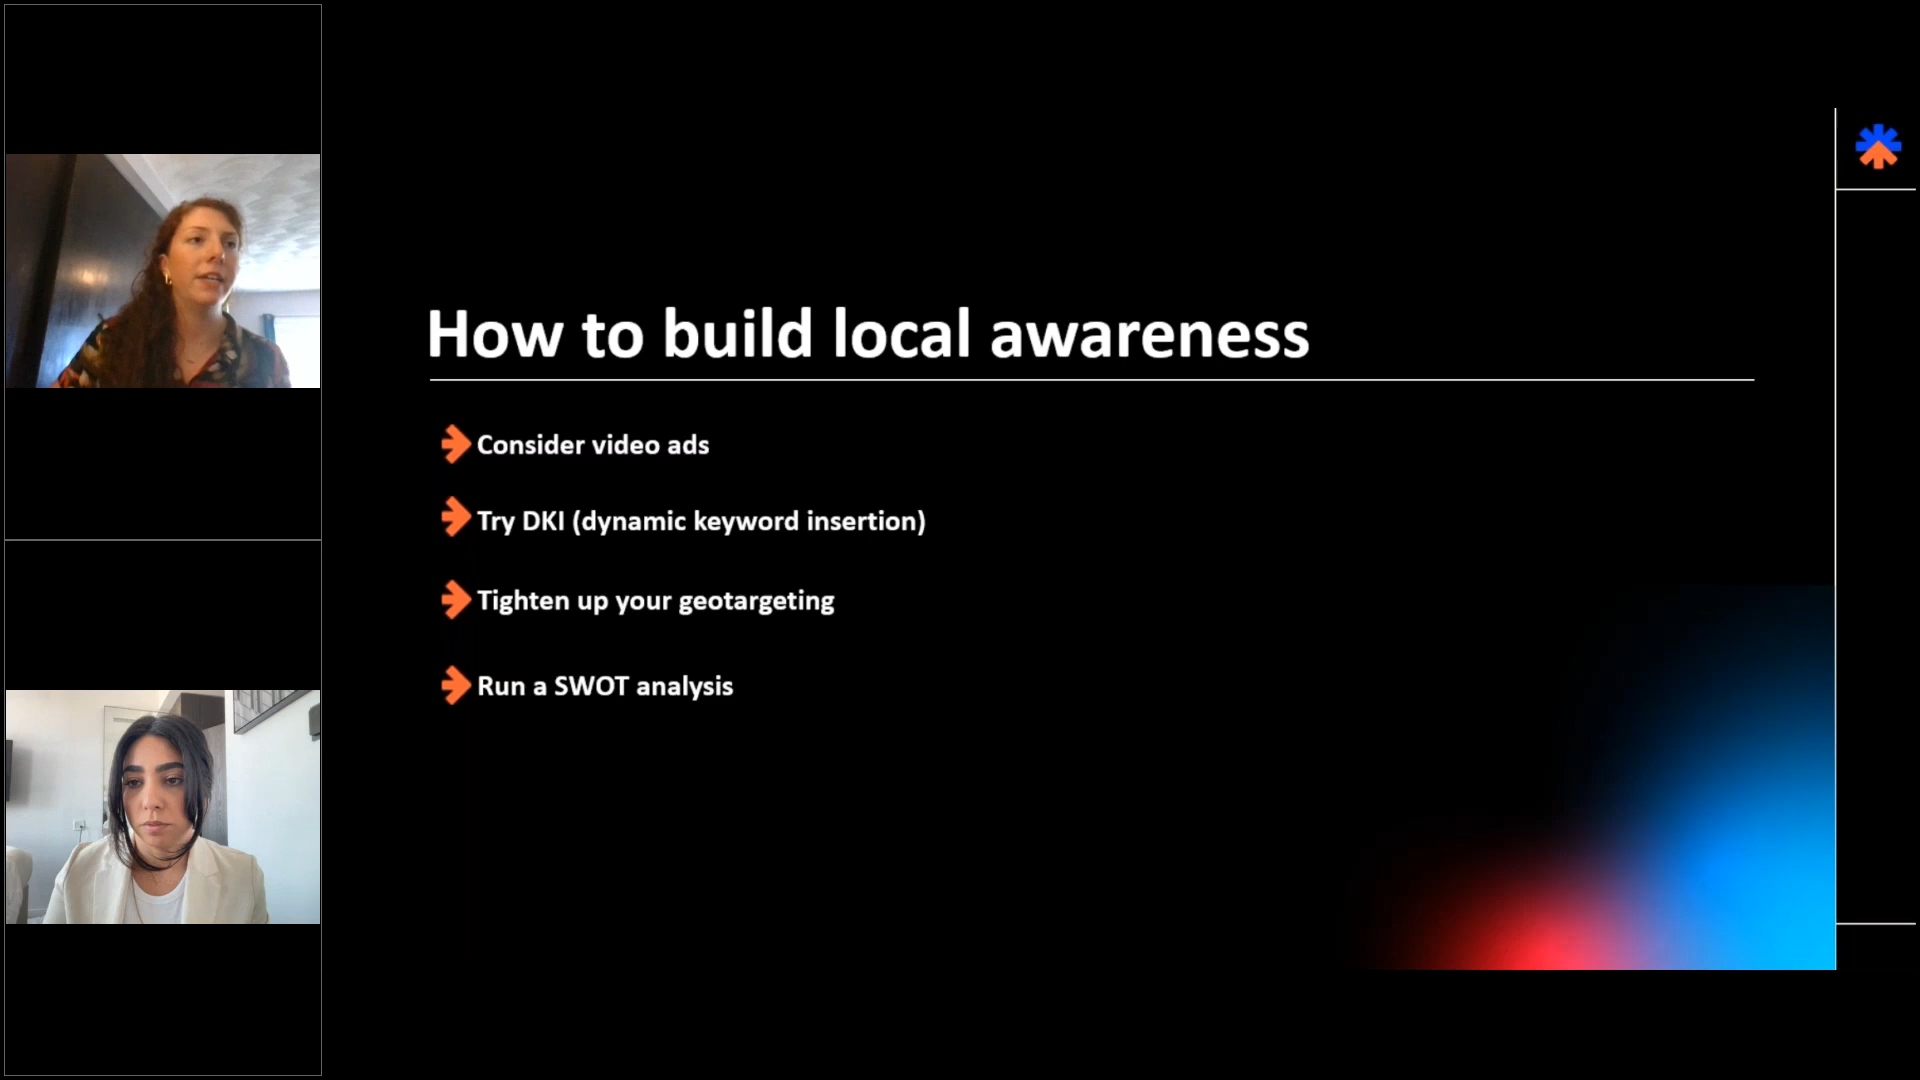 How to build local awareness
Consider video ads
Try DKI (dynamic keyword insertion)
Tighten up your geotargeting
Run a SWOT analysis